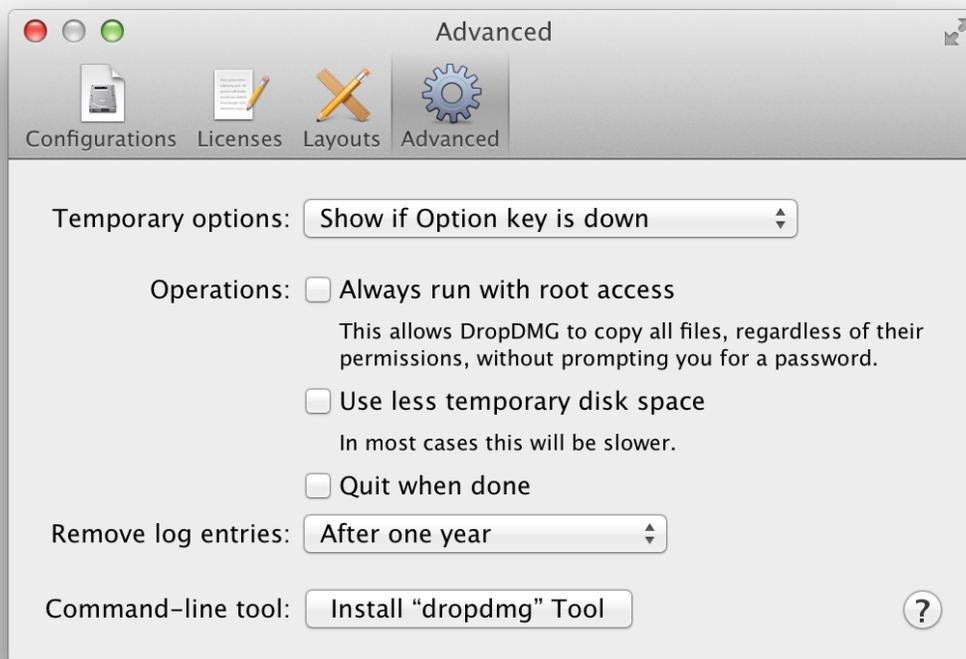 Advanced
Configurations Licenses Layouts Advanced
Temporary options: Show if Option key is down
Operations: Always run with root access
This allows DropDMG to copy all files, regardless of their
permissions, without prompting you for a password.
Use less temporary disk space
In most cases this will be slower.
Quit when done
Remove log entries: After one year
Command-line tool: Install “dropdmg” Tool
?